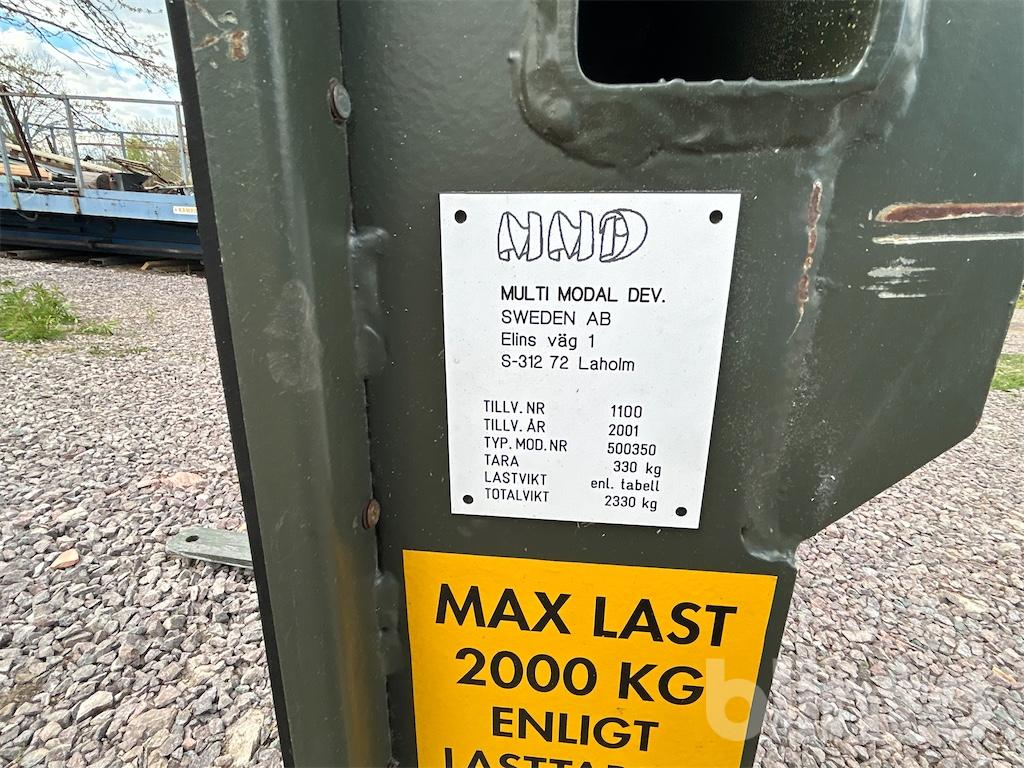 MMD
MULTI MODAL DEV.
SWEDEN AB
Elins väg 1
S-312 72 Laholm
TILLV. NR 1100
TILLV. ÅR 2001
TYP. MOD. NR 500350
TARA 330 kg
LASTVIKT enl. tabell
TOTALVIKT 2330 kg
MAX LAST
2000 KG
ENLIGT